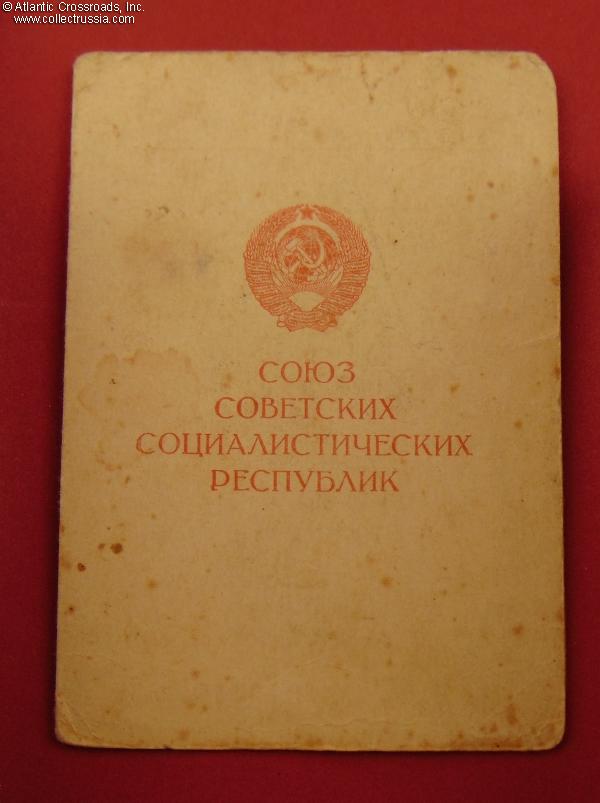 © Atlantic Crossroads, Inc.
www.collectrussia.com
СОЮЗ
СОВЕТСКИХ
СОЦИАЛИСТИЧЕСКИХ
РЕСПУБЛИК